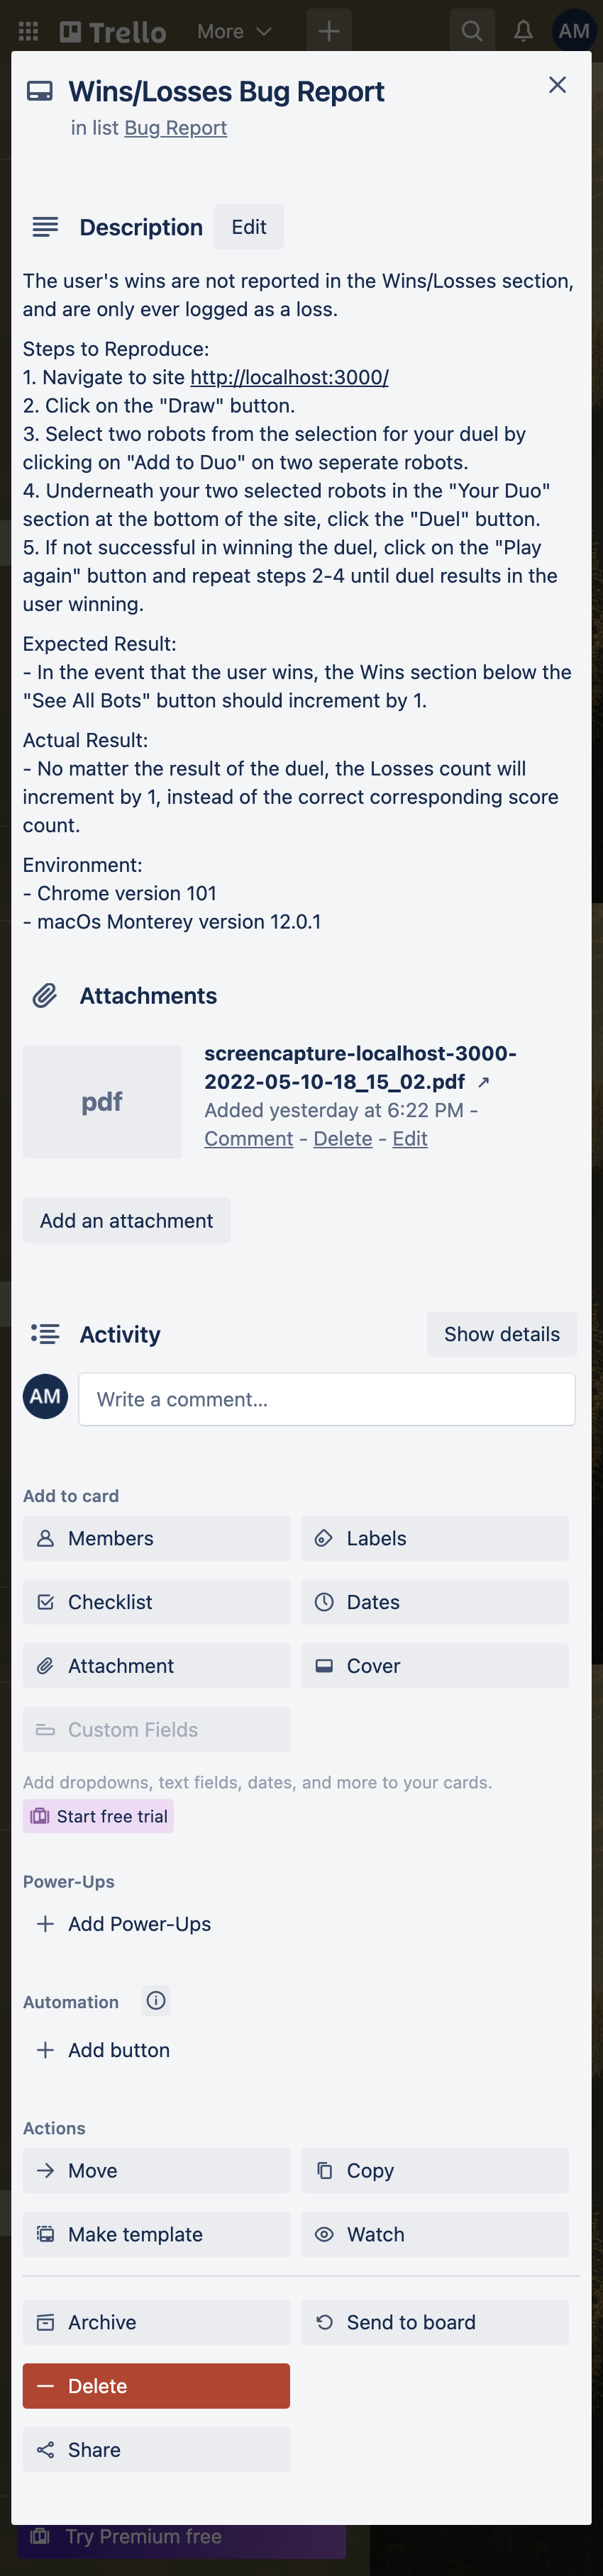 Trello More AM
Wins/Losses Bug Report
in list Bug Report
Description Edit
The user's wins are not reported in the Wins/Losses section,
and are only ever logged as a loss.
Steps to Reproduce:
1. Navigate to site http://localhost:3000/
2. Click on the "Draw" button.
3. Select two robots from the selection for your duel by
clicking on "Add to Duo" on two seperate robots.
4. Underneath your two selected robots in the "Your Duo"
section at the bottom of the site, click the "Duel" button.
5. If not successful in winning the duel, click on the "Play
again" button and repeat steps 2-4 until duel results in the
user winning.
Expected Result:
- In the event that the user wins, the Wins section below the
"See All Bots" button should increment by 1.
Actual Result:
- No matter the result of the duel, the Losses count will
increment by 1, instead of the correct corresponding score
count.
Environment:
- Chrome version 101
- macOs Monterey version 12.0.1
Attachments
pdf
screencapture-localhost-3000-
2022-05-10-18_15_02.pdf ↗
Added yesterday at 6:22 PM -
Comment - Delete - Edit
Add an attachment
Activity Show details
AM Write a comment...
Add to card
Members Labels
Checklist Dates
Attachment Cover
Custom Fields
Add dropdowns, text fields, dates, and more to your cards.
Start free trial
Power-Ups
Add Power-Ups
Automation
Add button
Actions
Move Copy
Make template Watch
Archive Send to board
Delete
Share
Try Premium free